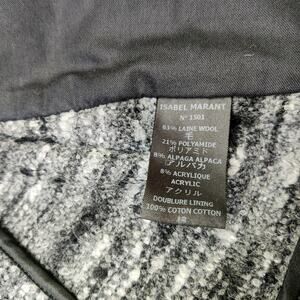 ISABEL MARANT
N° 1501
63% LAINE WOOL
毛
21% POLYAMIDE
ポリアミド
8% ALPAGA ALPACA
アルパカ
8% ACRYLIQUE
ACRYLIC
アクリル
DOUBLURE LINING
100% COTON COTTON